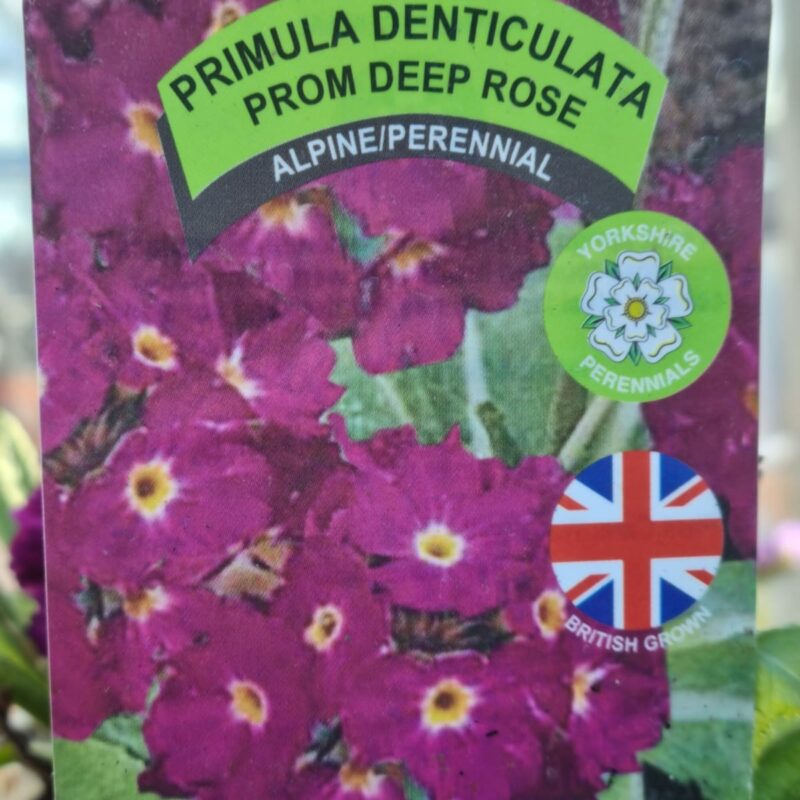 PRIMULA DENTICULATA
PROM DEEP ROSE
ALPINE/PERENNIAL
YORKSHIRE
PERENNIALS
BRITISH GROWN